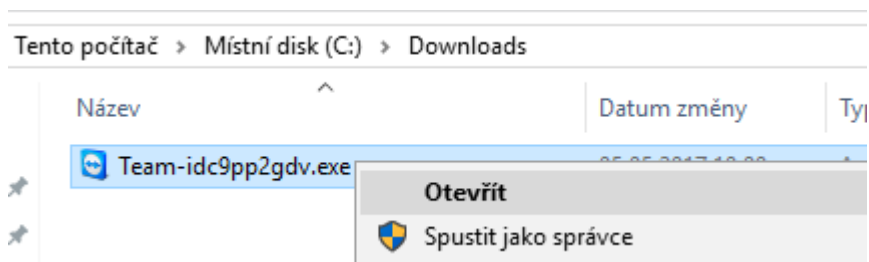 Tento počítač > Místní disk (C:) > Downloads
Název Datum změny
Team-idc9pp2gdv.exe
Otevřít
Spustit jako správce